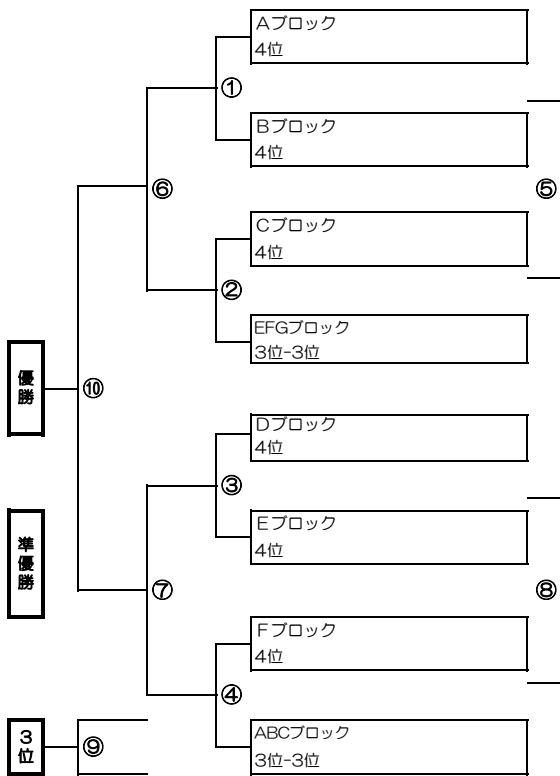 Aブロック
4位
①
Bブロック
4位
⑥
⑤
Cブロック
4位
②
EFGブロック
3位-3位
優勝
⑩
Dブロック
4位
③
Eブロック
4位
準優勝
⑦
⑧
Fブロック
4位
④
ABCブロック
3位-3位
3位
⑨